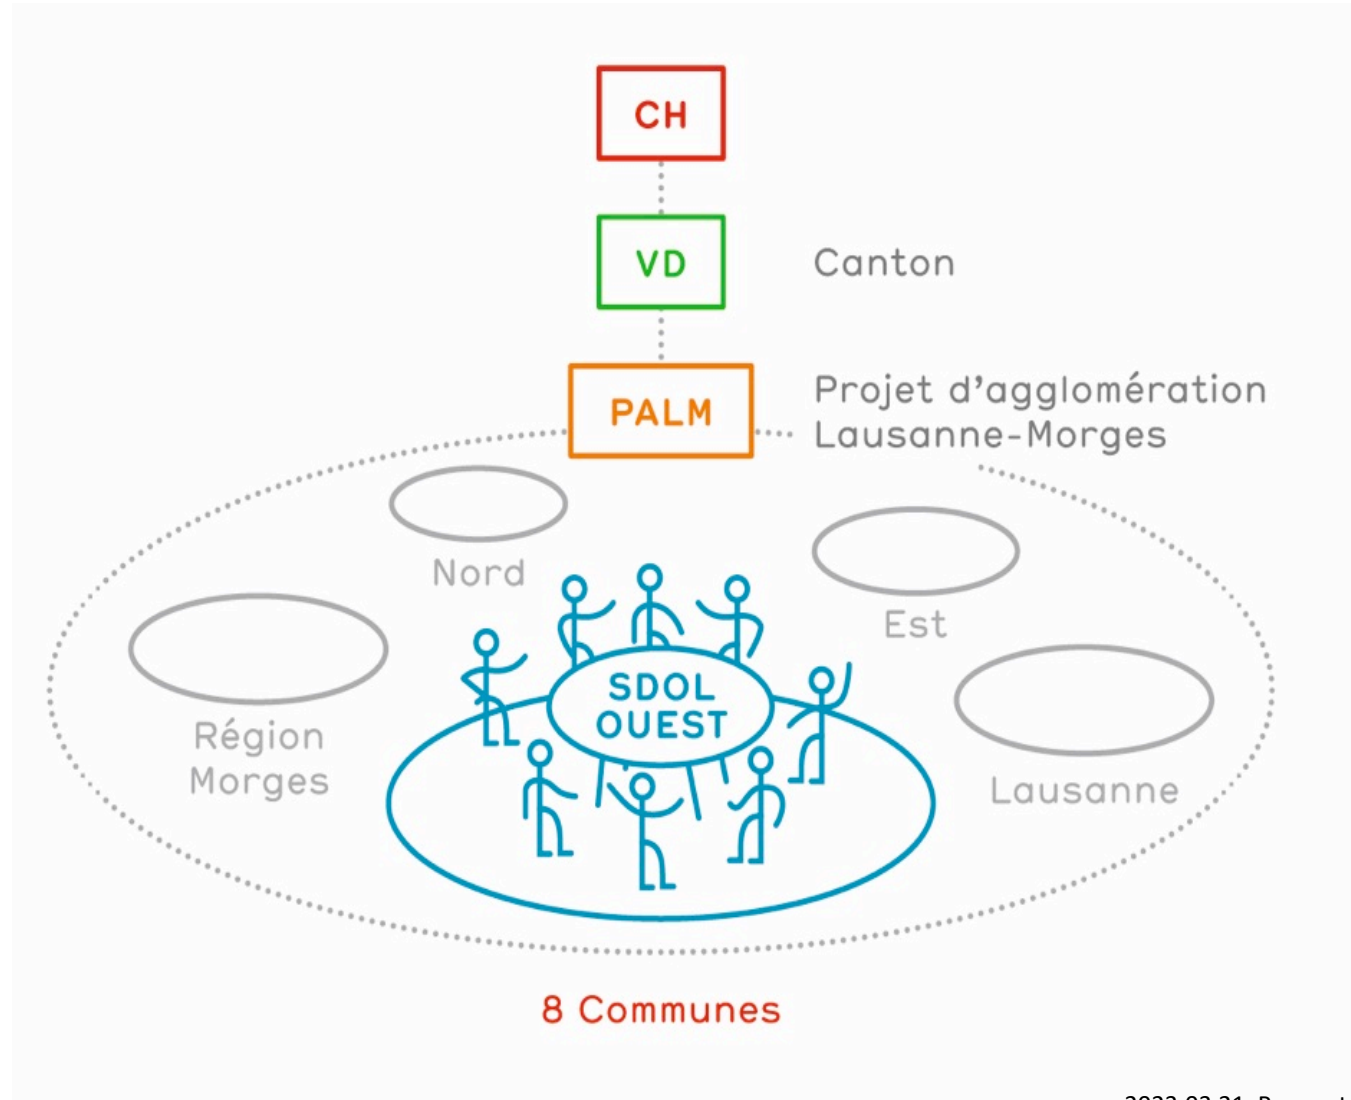 CH
VD
Canton
PALM
Projet d'agglomération
Lausanne-Morges
Nord
Est
SDOL
OUEST
Région
Morges
Lausanne
8 Communes